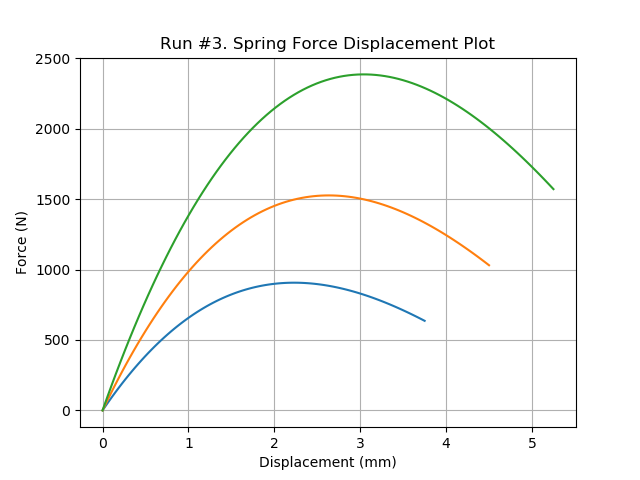 Run #3. Spring Force Displacement Plot
2500
2000
1500
1000
500
0
Force (N)
0 1 2 3 4 5
Displacement (mm)